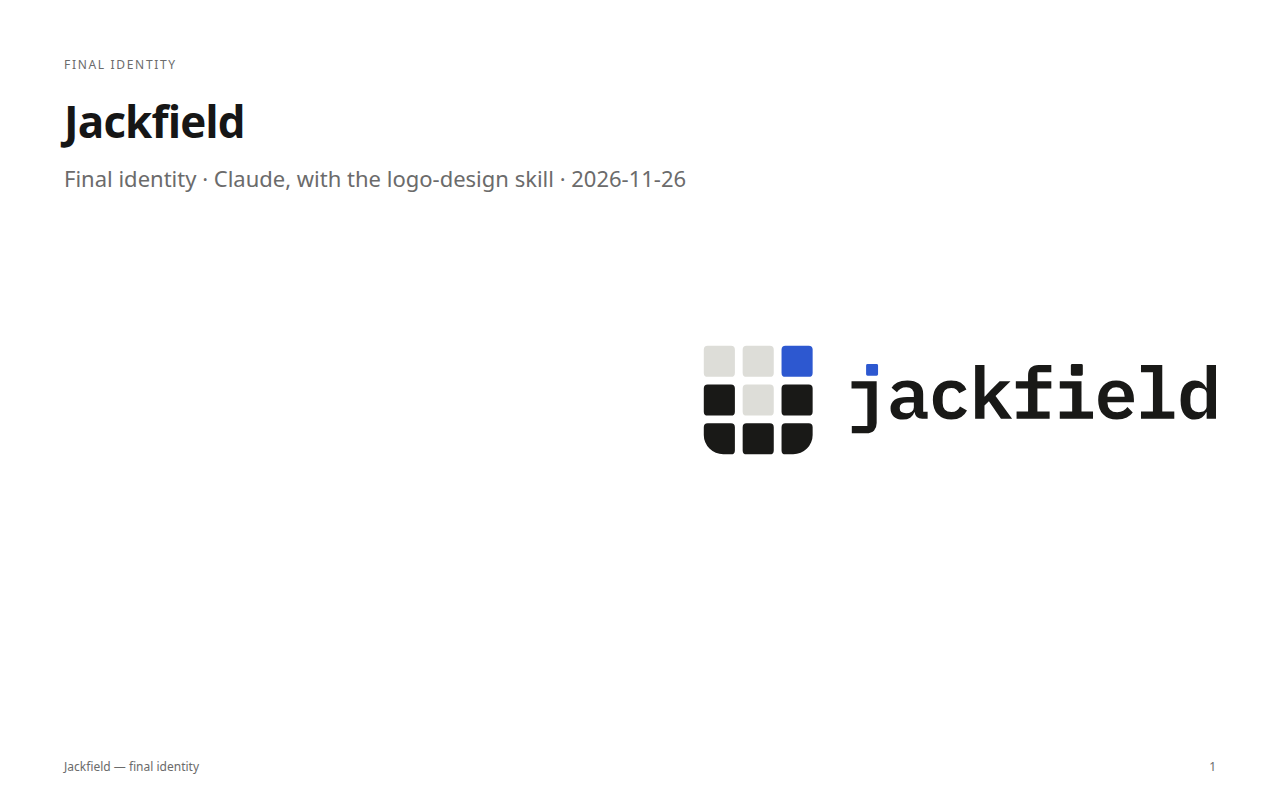 FINAL IDENTITY
Jackfield
Final identity · Claude, with the logo-design skill · 2026-11-26
jackfield
Jackfield — final identity
1